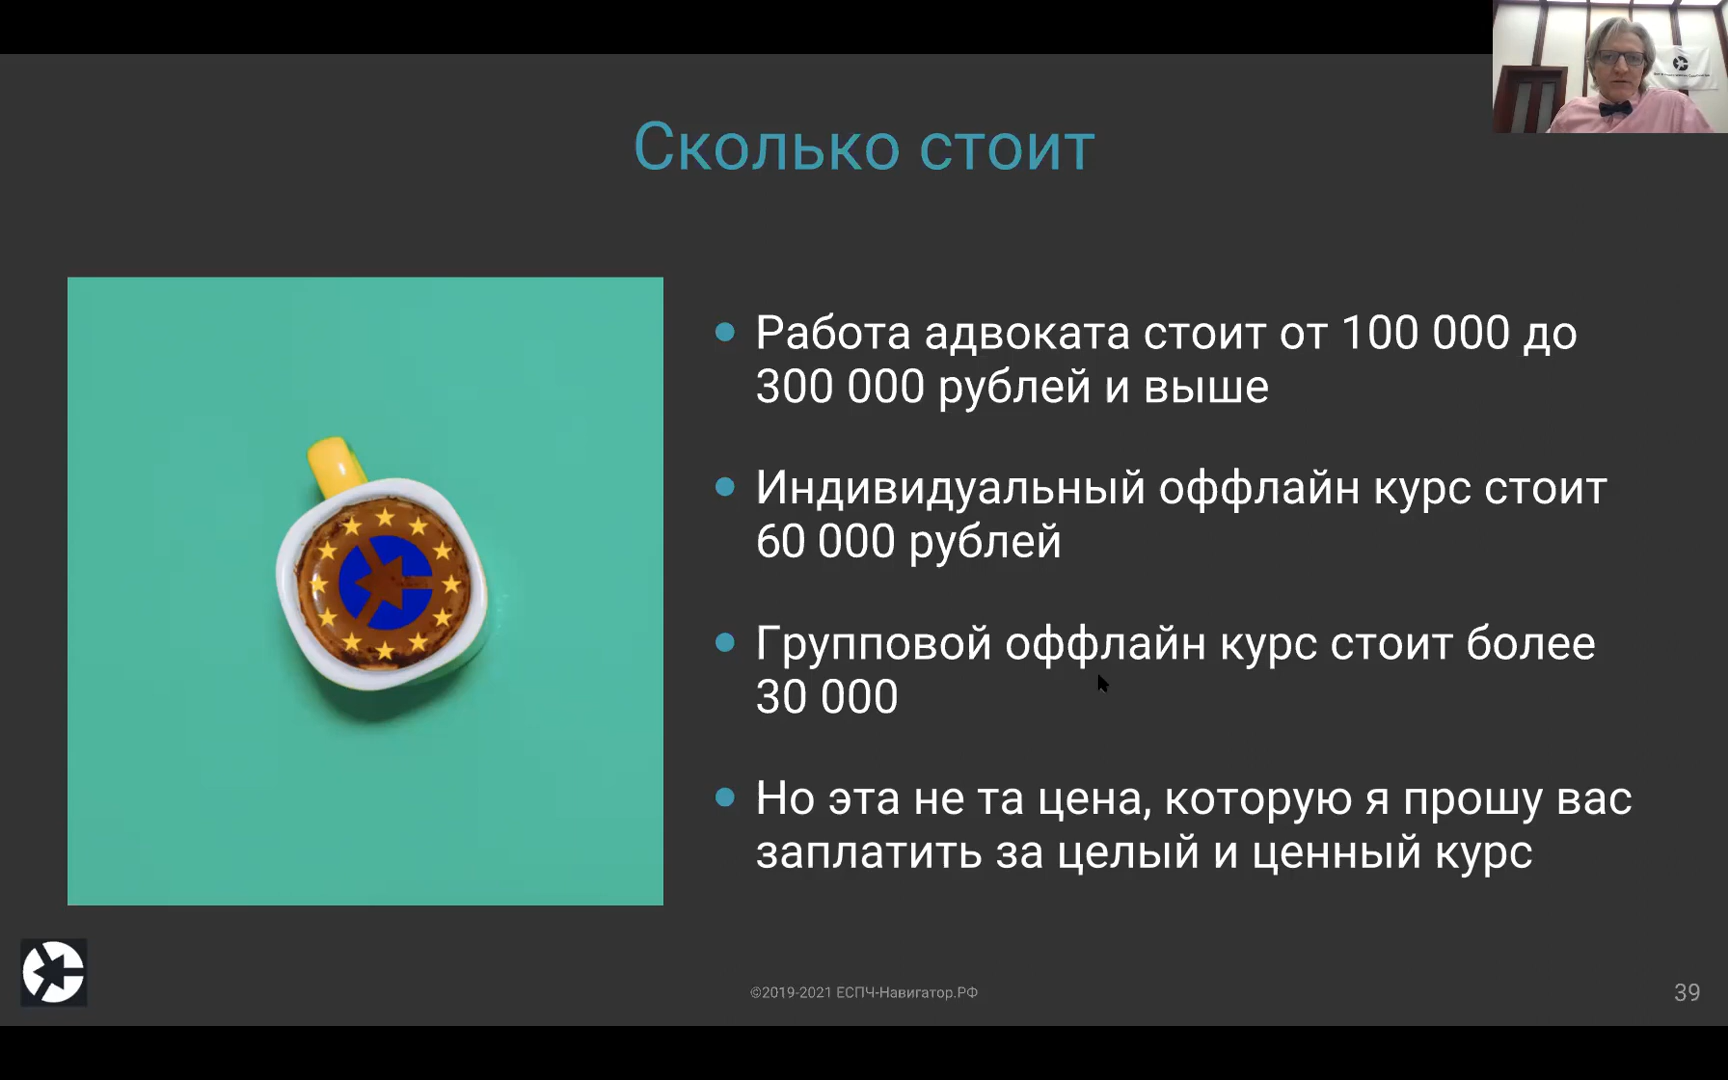 Сколько стоит
Работа адвоката стоит от 100 000 до
300 000 рублей и выше
Индивидуальный оффлайн курс стоит
60 000 рублей
Групповой оффлайн курс стоит более
30 000
Но эта не та цена, которую я прошу вас
заплатить за целый и ценный курс
©2019-2021 ЕСПЧ-Навигатор.РФ
39